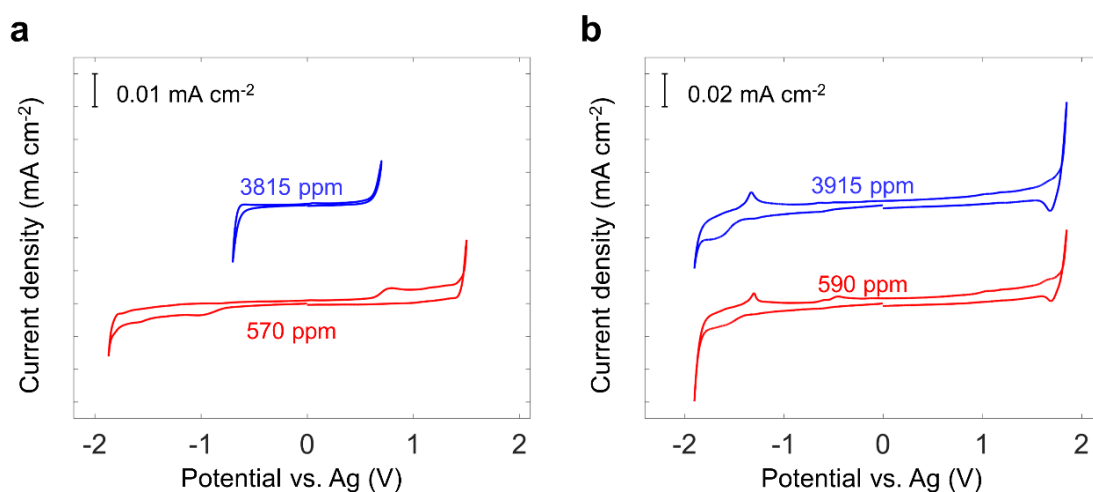 a
0.01 mA cm-2
3815 ppm
570 ppm
Current density (mA cm-2)
-2 -1 0 1 2
Potential vs. Ag (V)
b
0.02 mA cm-2
3915 ppm
590 ppm
Current density (mA cm-2)
-2 -1 0 1 2
Potential vs. Ag (V)